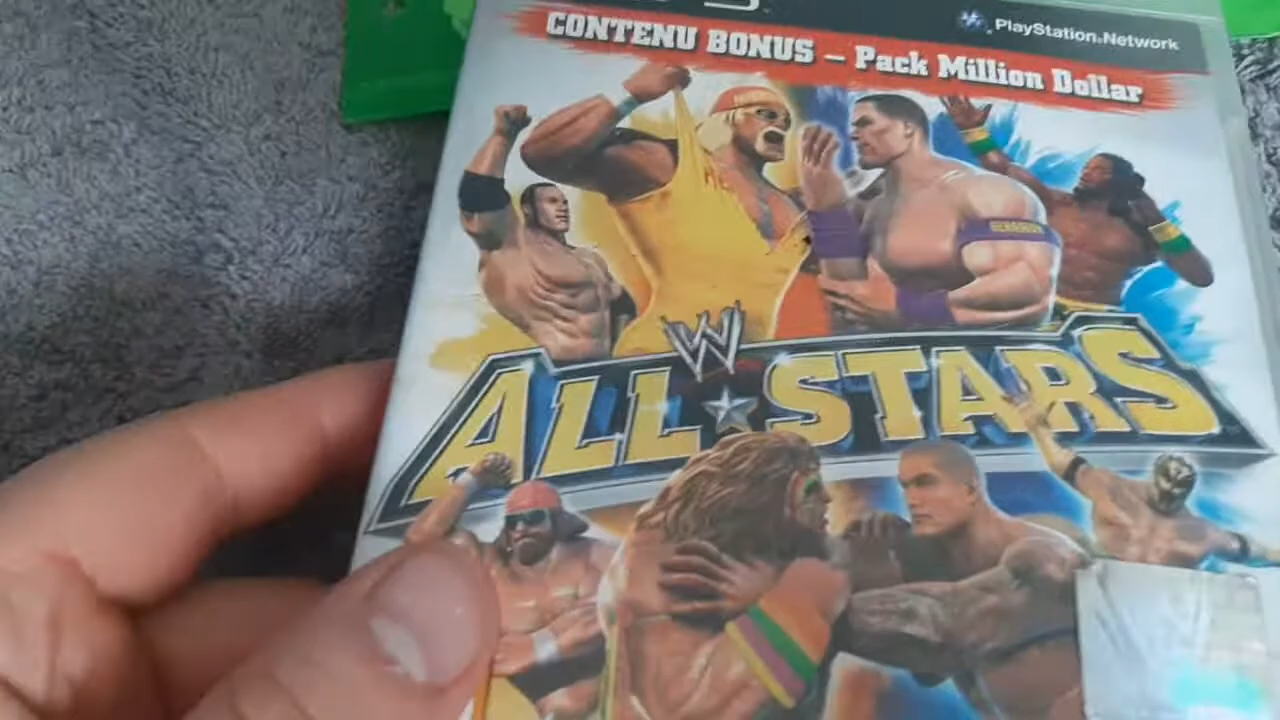 PlayStation.Network
CONTENU BONUS – Pack Million Dollar
W
ALL STARS